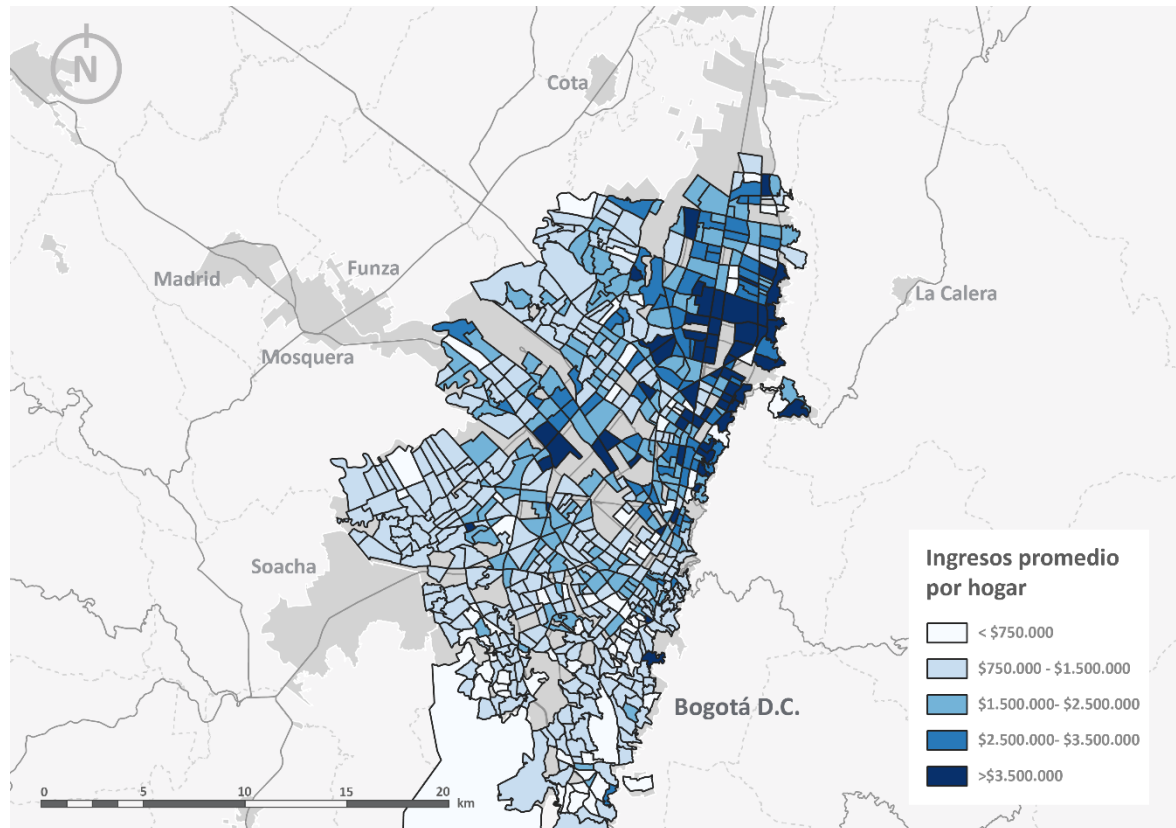 N
Cota
Madrid
Funza
La Calera
Mosquera
Soacha
Bogotá D.C.
Ingresos promedio
por hogar
< $750.000
$750.000 - $1.500.000
$1.500.000- $2.500.000
$2.500.000- $3.500.000
>$3.500.000
0 5 10 15 20 km